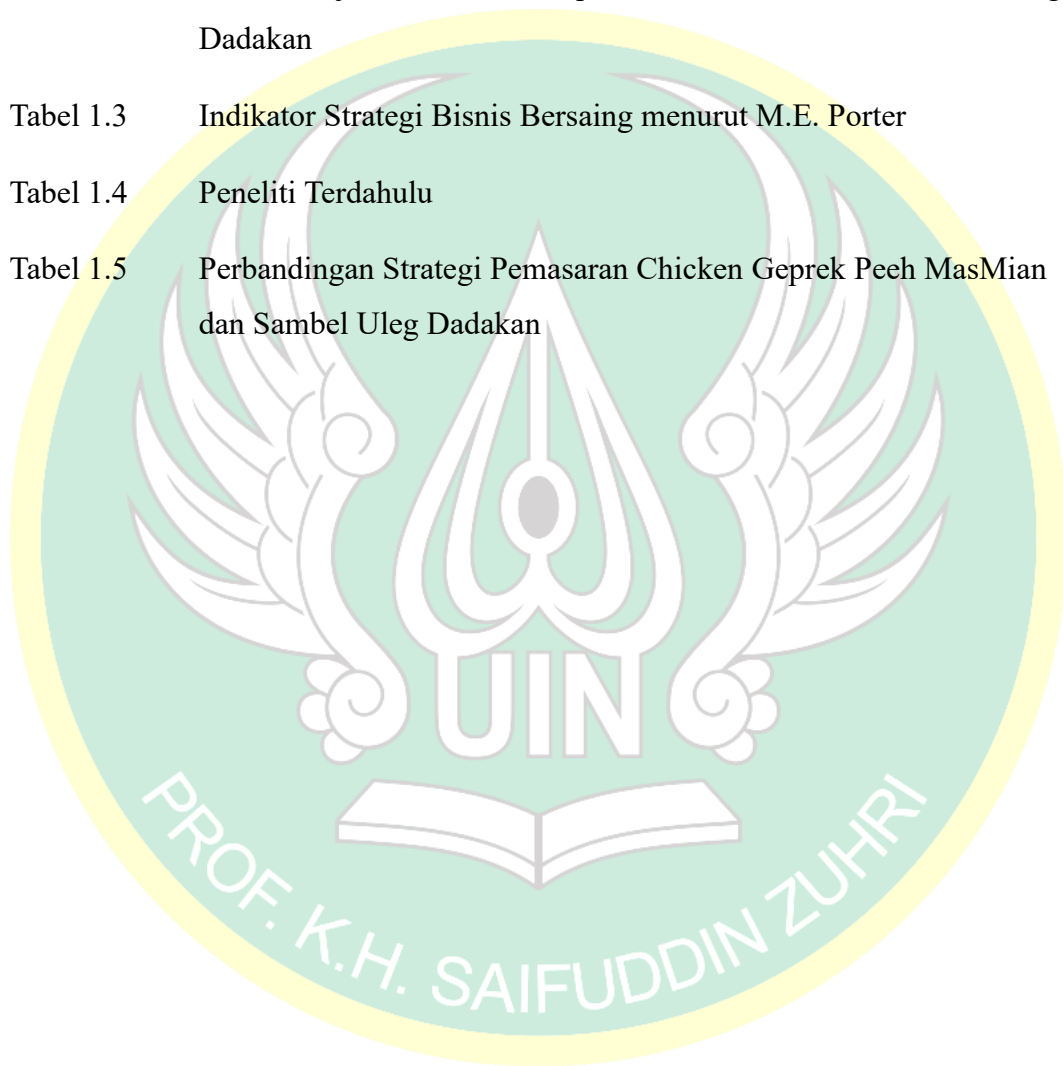 Dadakan
Tabel 1.3 Indikator Strategi Bisnis Bersaing menurut M.E. Porter
Tabel 1.4 Peneliti Terdahulu
Tabel 1.5 Perbandingan Strategi Pemasaran Chicken Geprek Peeh MasMian
dan Sambel Uleg Dadakan
UIN
PROF. K.H. SAIFUDDIN ZUHRI